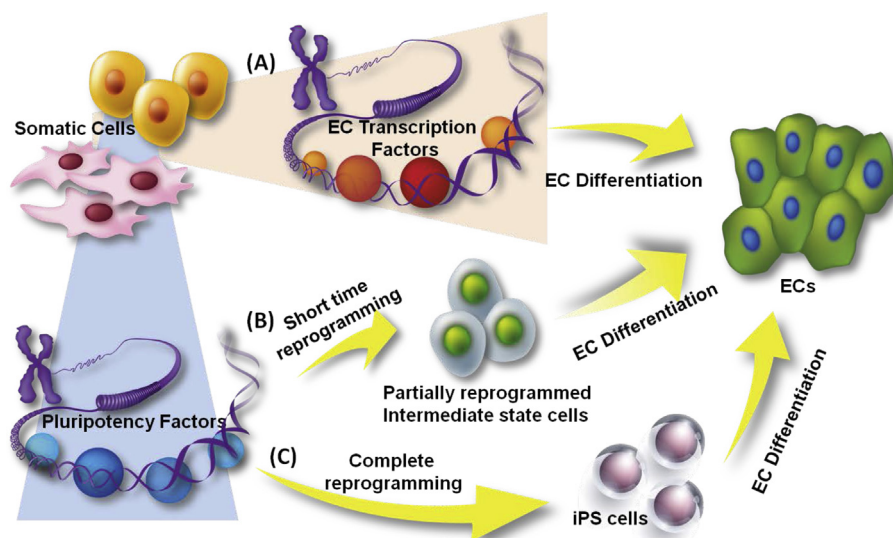 (A)
Somatic Cells
EC Transcription
Factors
EC Differentiation
ECs
(B)
Short time
reprogramming
EC Differentiation
Partially reprogrammed
Intermediate state cells
Pluripotency Factors
(C)
Complete
reprogramming
iPS cells
EC Differentiation